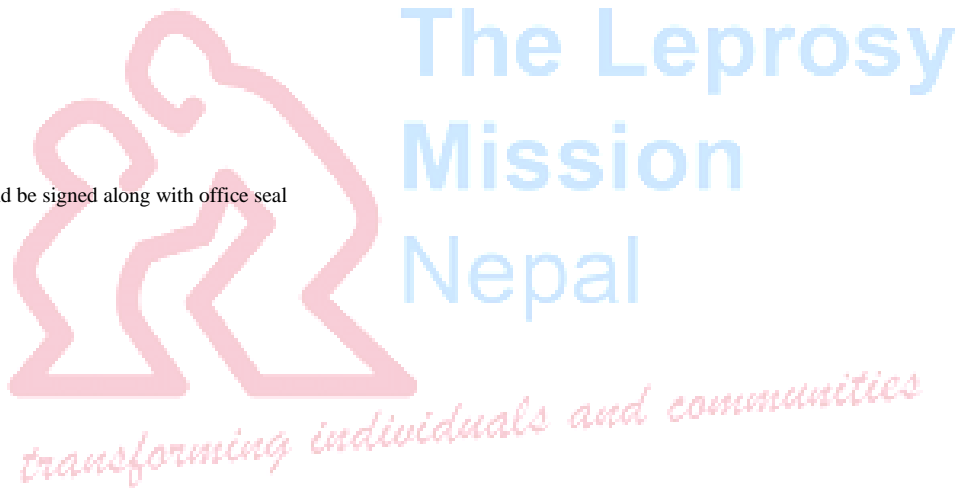 The Leprosy
Mission
d be signed along with office seal
Nepal
transforming individuals and communities